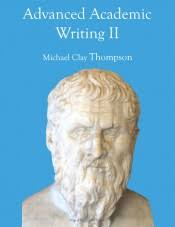 Advanced Academic
Writing II
Michael Clay Thompson